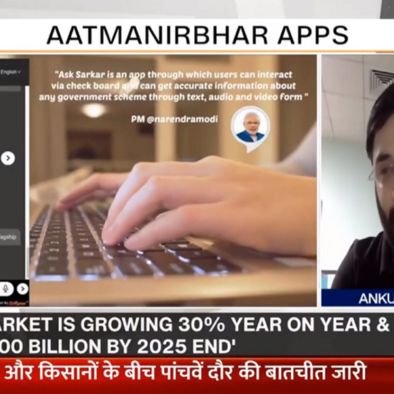 AATMANIRBHAR APPS
English
"Ask Sarkar is an app through which users can interact
via check board and can get accurate information about
any government scheme through text, audio and video form "
PM @narendramodi
flagship
ANKU
ARKET IS GROWING 30% YEAR ON YEAR &
00 BILLION BY 2025 END'
और किसानों के बीच पांचवें दौर की बातचीत जारी